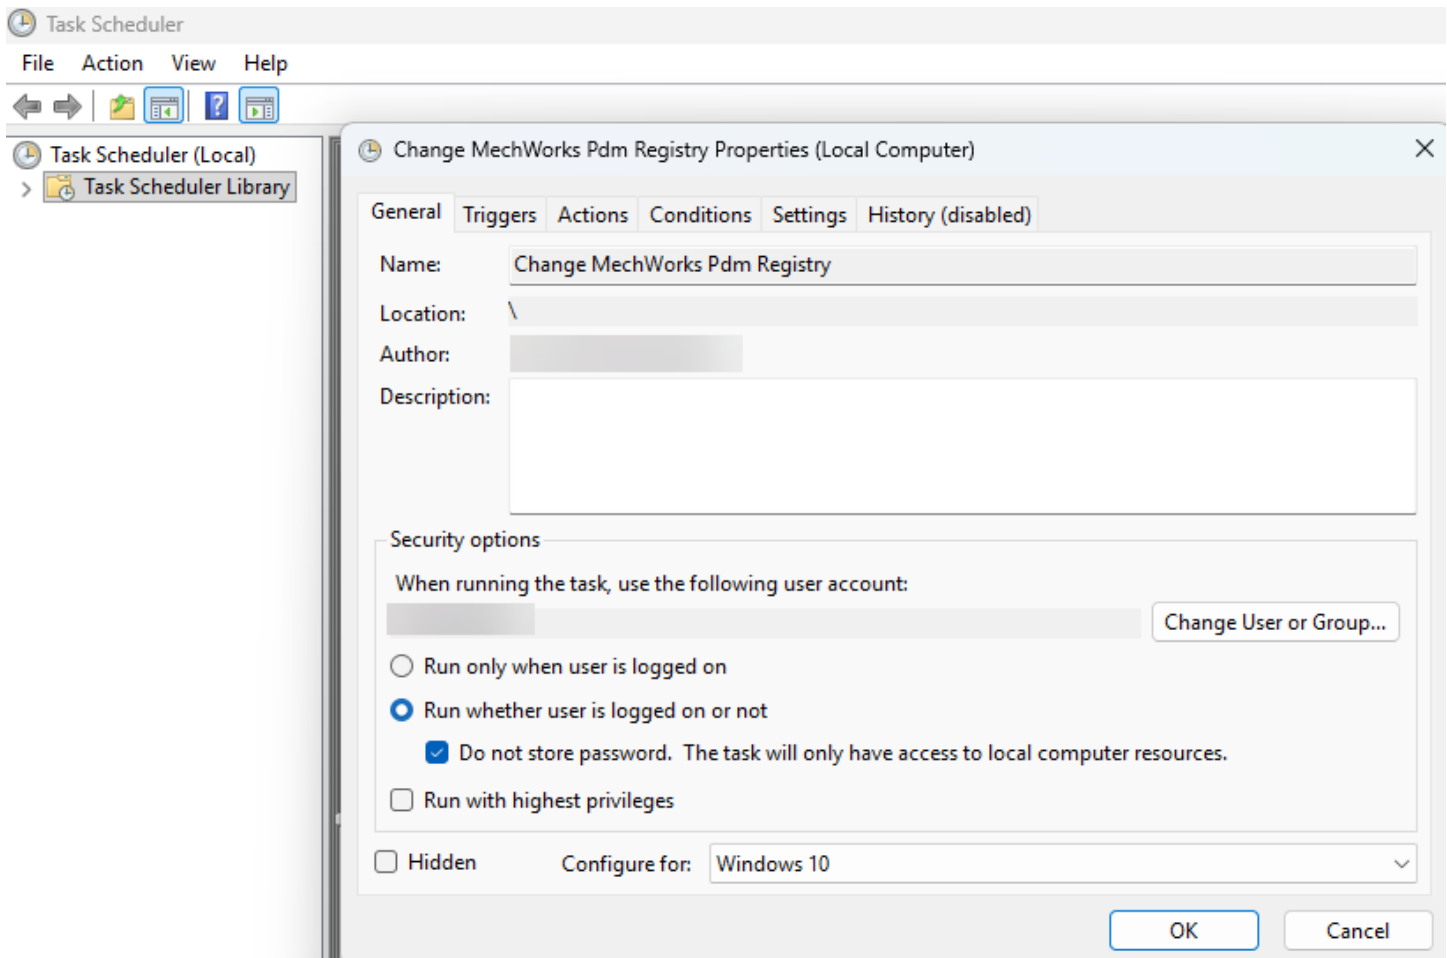 Task Scheduler
File Action View Help
Task Scheduler (Local)
Task Scheduler Library
Change MechWorks Pdm Registry Properties (Local Computer)
General Triggers Actions Conditions Settings History (disabled)
Name: Change MechWorks Pdm Registry
Location: \
Author:
Description:
Security options
When running the task, use the following user account:
Change User or Group...
Run only when user is logged on
Run whether user is logged on or not
Do not store password. The task will only have access to local computer resources.
Run with highest privileges
Hidden Configure for: Windows 10
OK Cancel